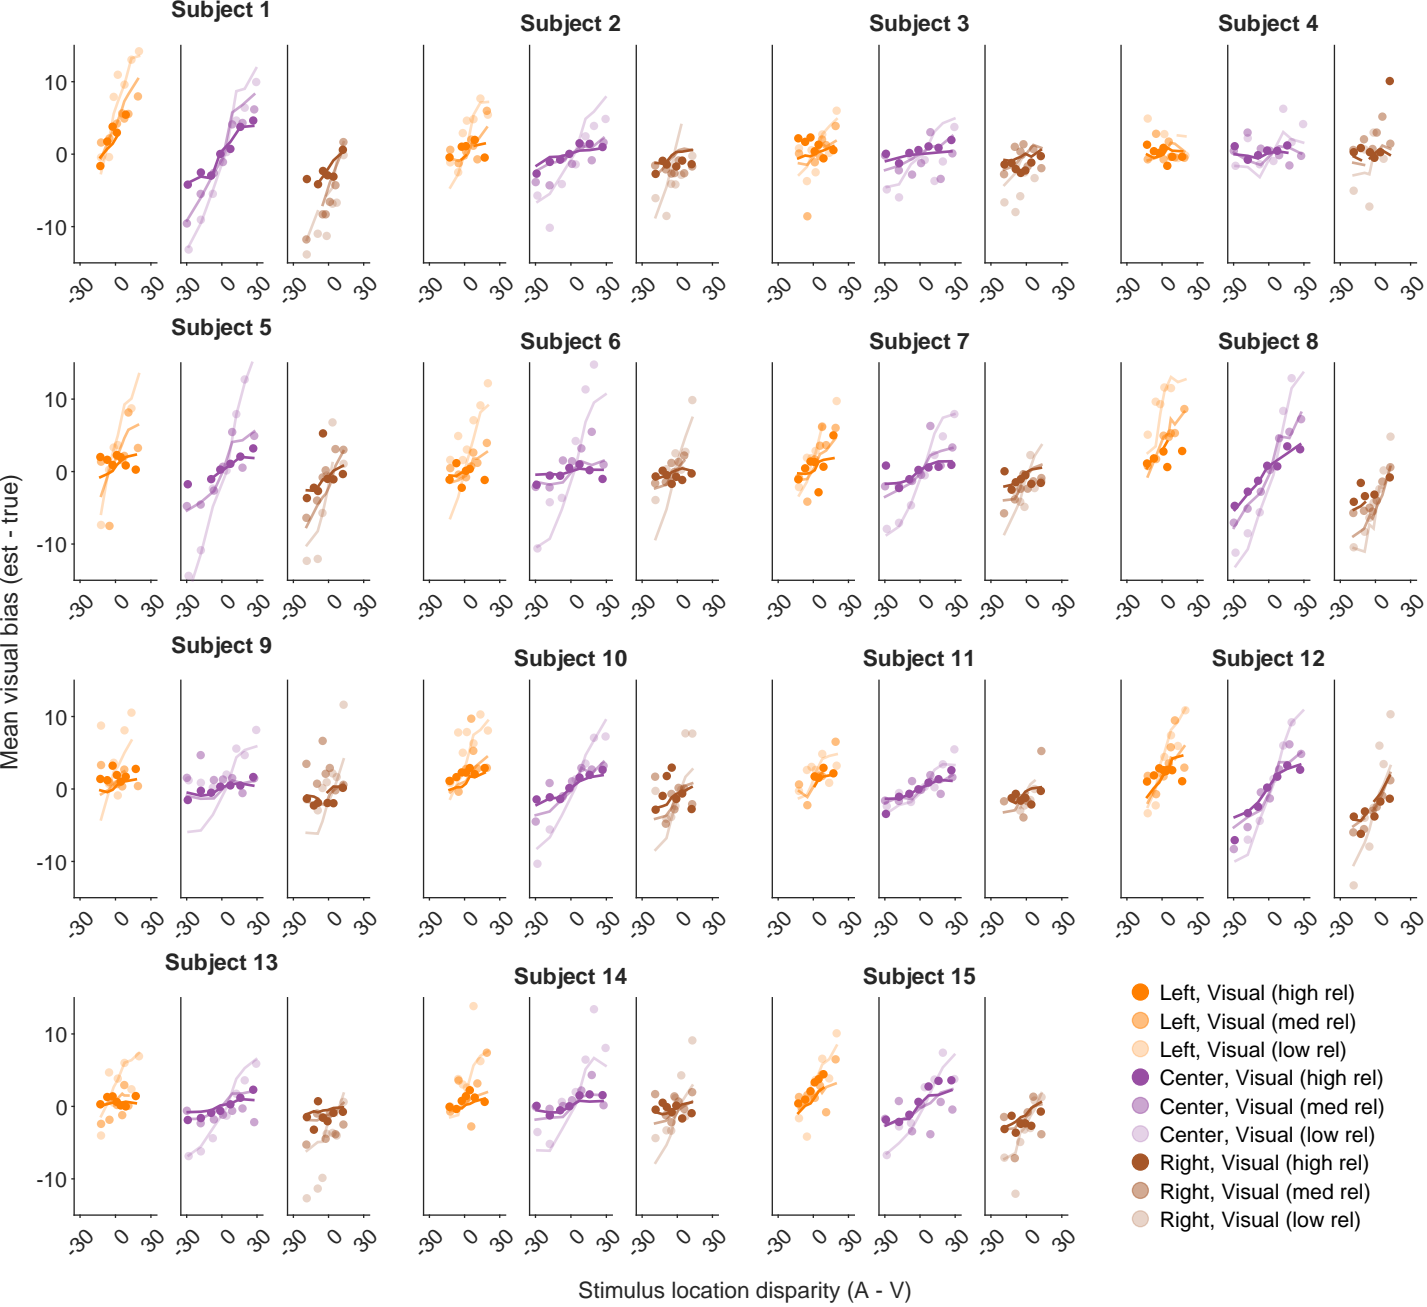 Subject 1
Subject 2
Subject 3
Subject 4
10
0
-10
-30 0 30 -30 0 30 -30 0 30 -30 0 30 -30 0 30 -30 0 30 -30 0 30 -30 0 30 -30 0 30 -30 0 30 -30 0 30 -30 0 30
Subject 5
Subject 6
Subject 7
Subject 8
10
0
-10
-30 0 30 -30 0 30 -30 0 30 -30 0 30 -30 0 30 -30 0 30 -30 0 30 -30 0 30 -30 0 30 -30 0 30 -30 0 30 -30 0 30
Mean visual bias (est - true)
Subject 9
Subject 10
Subject 11
Subject 12
10
0
-10
-30 0 30 -30 0 30 -30 0 30 -30 0 30 -30 0 30 -30 0 30 -30 0 30 -30 0 30 -30 0 30 -30 0 30 -30 0 30 -30 0 30
Subject 13
Subject 14
Subject 15
10
0
-10
-30 0 30 -30 0 30 -30 0 30 -30 0 30 -30 0 30 -30 0 30 -30 0 30 -30 0 30 -30 0 30
Left, Visual (high rel)
Left, Visual (med rel)
Left, Visual (low rel)
Center, Visual (high rel)
Center, Visual (med rel)
Center, Visual (low rel)
Right, Visual (high rel)
Right, Visual (med rel)
Right, Visual (low rel)
Stimulus location disparity (A - V)